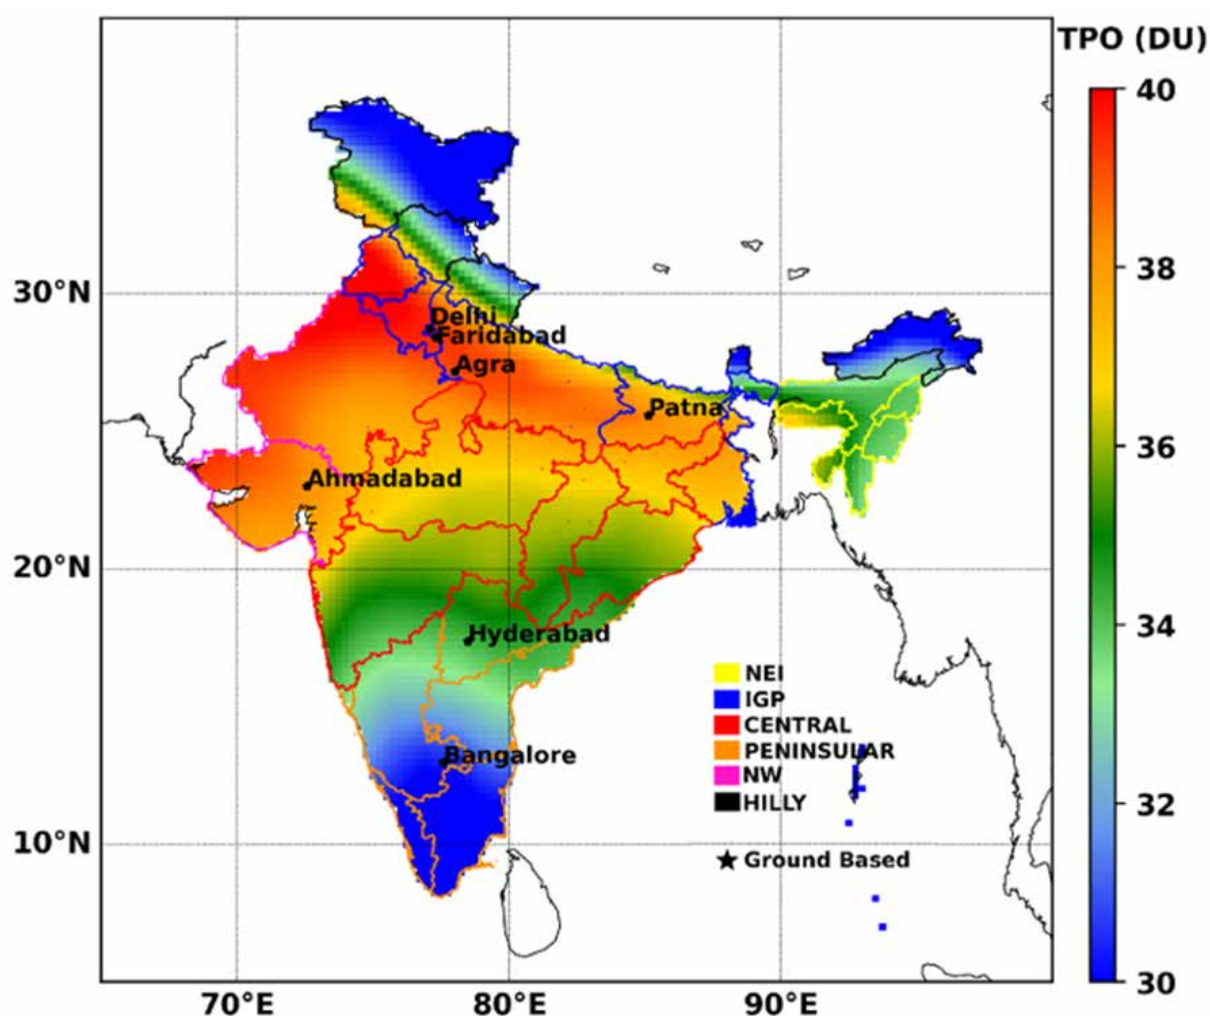 TPO (DU)
40
38
36
34
32
30
30°N
20°N
10°N
70°E
80°E
90°E
Delhi
Faridabad
Agra
Patna
Ahmadabad
Hyderabad
Bangalore
NEI
IGP
CENTRAL
PENINSULAR
NW
HILLY
Ground Based